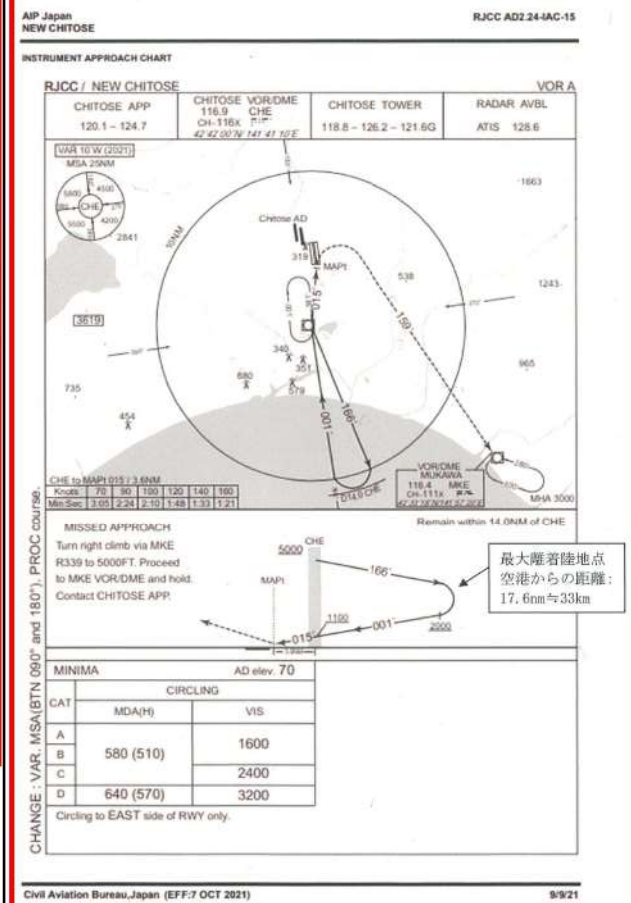 AIP Japan
NEW CHITOSE
RJCC AD2.24-IAC-15
INSTRUMENT APPROACH CHART
RJCC / NEW CHITOSE
VOR A
CHITOSE APP
120.1 – 124.7
CHITOSE VOR/DME
116.9 CHE
CH-116X
42°42'00"N/ 141°41'10"E
CHITOSE TOWER
118.8 – 126.2 – 121.6G
RADAR AVBL
ATIS 128.6
VAR 10°W (2021)
MSA 25NM
CHE
4500
4200
5500
2841
10NM
Chitose AD
319
MAPt
015°
538
1663
1243
3619
159°
340
351
680
579
965
735
454
001°
166°
D14.0 CHE
VOR/DME
MUKAWA
116.4 MKE
CH-111X
MHA 3000
CHE to MAPt 015°/ 3.6NM
Knots 70 90 100 120 140 160
Min:Sec 3:05 2:24 2:10 1:48 1:33 1:21
MISSED APPROACH
Turn right climb via MKE
R339 to 5000FT. Proceed
to MKE VOR/DME and hold.
Contact CHITOSE APP.
Remain within 14.0NM of CHE
CHE
5000
166°
MAPt
1100
001°
2000
015°
最大離着陸地点
空港からの距離:
17.6nm≒33km
MINIMA
AD elev. 70
CAT
CIRCLING
MDA(H)
VIS
A
B
580 (510)
1600
C
2400
D
640 (570)
3200
Circling to EAST side of RWY only.
CHANGE : VAR. MSA(BTN 090° and 180°). PROC course.
Civil Aviation Bureau,Japan (EFF:7 OCT 2021)
9/9/21